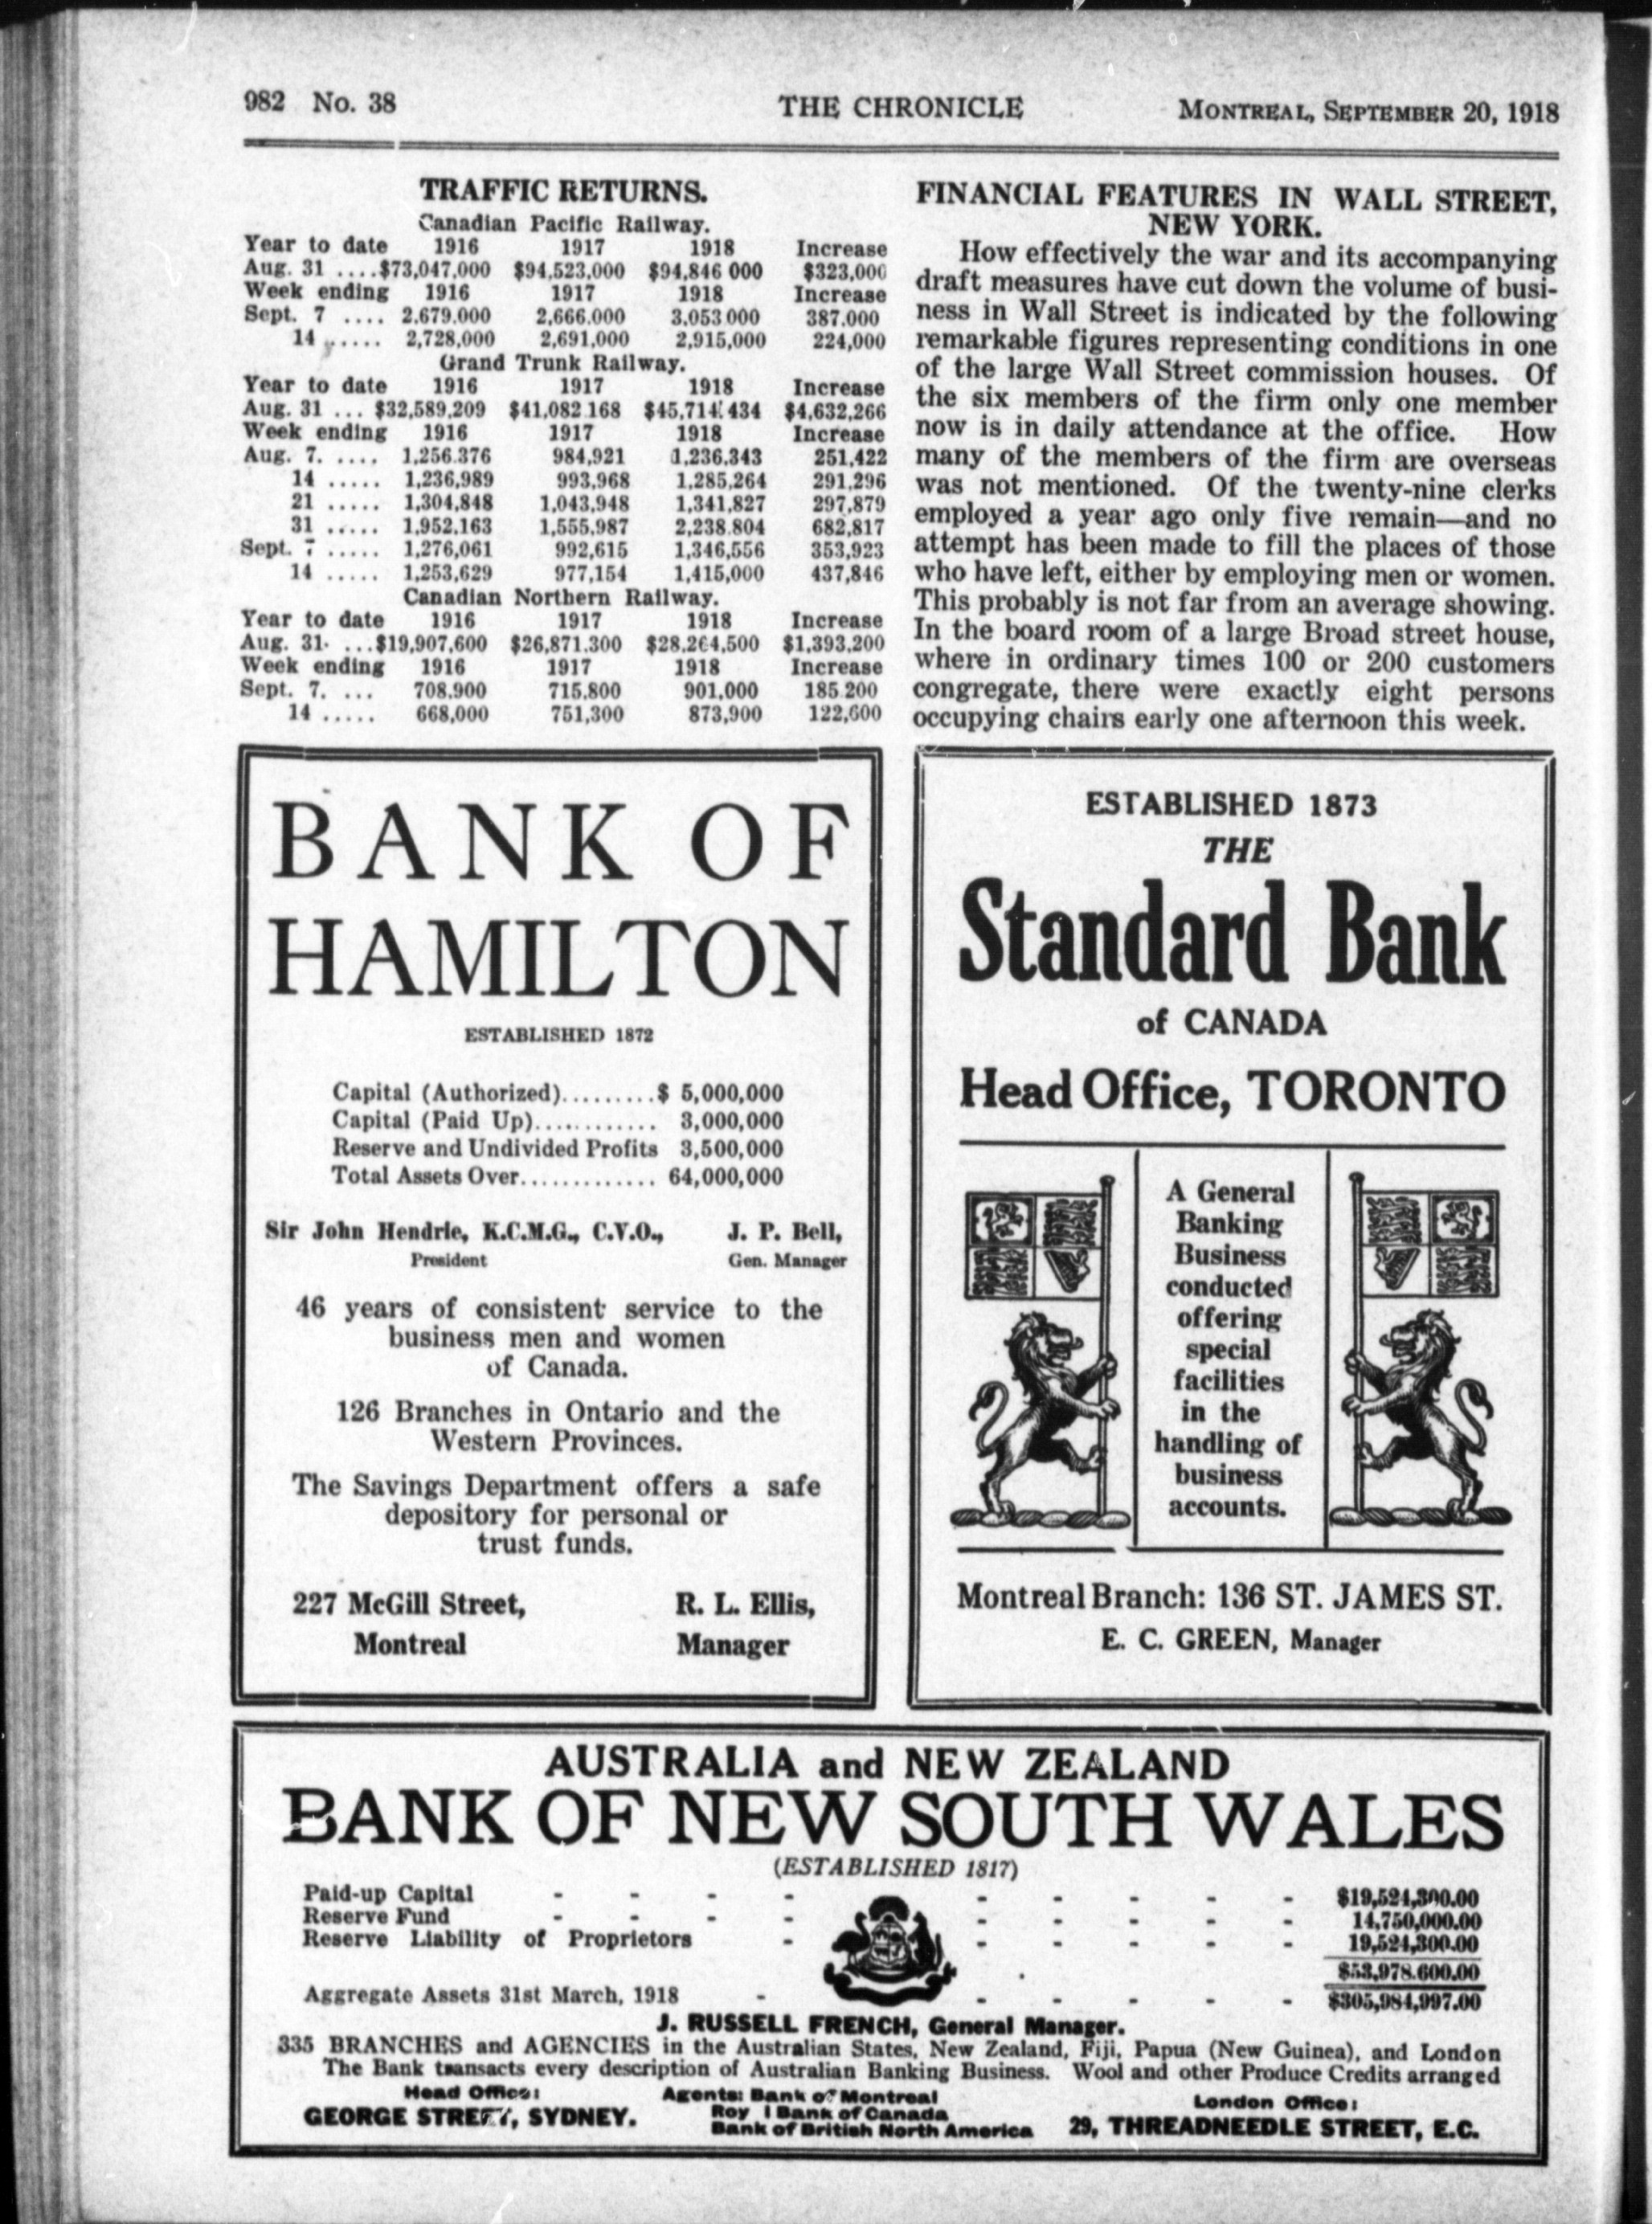 982 No. 38 THE CHRONICLE MONTREAL, SEPTEMBER 20, 1918
TRAFFIC RETURNS.
Canadian Pacific Railway.
Year to date 1916 1917 1918 Increase
Aug. 31 ....$73,047,000 $94,523,000 $94,846 000 $323,000
Week ending 1916 1917 1918 Increase
Sept. 7 .... 2.679.000 2,666.000 3.053 000 387.000
14 ..... 2,728,000 2,691,000 2,915,000 224,000
Grand Trunk Railway.
Year to date 1916 1917 1918 Increase
Aug. 31 ... $32,589,209 $41,082 168 $45,714, 434 $4,632,266
Week ending 1916 1917 1918 Increase
Aug. 7. .... 1,256.376 984,921 1,236,343 251,422
14 ..... 1,236,989 993,968 1,285,264 291,296
21 ..... 1,304,848 1,043,948 1,341,827 297,879
31 ..... 1,952.163 1,555,987 2,238.804 682,817
Sept. 7 ..... 1,276,061 992,615 1,346,556 353,923
14 ..... 1,253,629 977,154 1,415,000 437,846
Canadian Northern Railway.
Year to date 1916 1917 1918 Increase
Aug. 31. ...$19,907,600 $26,871.300 $28,264,500 $1,393,200
Week ending 1916 1917 1918 Increase
Sept. 7. ... 708,900 715,800 901,000 185 200
14 ..... 668,000 751,300 873,900 122,600
FINANCIAL FEATURES IN WALL STREET,
NEW YORK.
How effectively the war and its accompanying
draft measures have cut down the volume of busi-
ness in Wall Street is indicated by the following
remarkable figures representing conditions in one
of the large Wall Street commission houses. Of
the six members of the firm only one member
now is in daily attendance at the office. How
many of the members of the firm are overseas
was not mentioned. Of the twenty-nine clerks
employed a year ago only five remain—and no
attempt has been made to fill the places of those
who have left, either by employing men or women.
This probably is not far from an average showing.
In the board room of a large Broad street house,
where in ordinary times 100 or 200 customers
congregate, there were exactly eight persons
occupying chairs early one afternoon this week.
BANK OF
HAMILTON
ESTABLISHED 1872
Capital (Authorized).........$ 5,000,000
Capital (Paid Up)............ 3,000,000
Reserve and Undivided Profits 3,500,000
Total Assets Over............. 64,000,000
Sir John Hendrie, K.C.M.G., C.V.O., J. P. Bell,
President Gen. Manager
46 years of consistent service to the
business men and women
of Canada.
126 Branches in Ontario and the
Western Provinces.
The Savings Department offers a safe
depository for personal or
trust funds.
227 McGill Street, R. L. Ellis,
Montreal Manager
ESTABLISHED 1873
THE
Standard Bank
of CANADA
Head Office, TORONTO
A General
Banking
Business
conducted
offering
special
facilities
in the
handling of
business
accounts.
Montreal Branch: 136 ST. JAMES ST.
E. C. GREEN, Manager
AUSTRALIA and NEW ZEALAND
BANK OF NEW SOUTH WALES
(ESTABLISHED 1817)
Paid-up Capital - - - - - - - - - $19,524,300.00
Reserve Fund - - - - - - - - - 14,750,000.00
Reserve Liability of Proprietors - - - - - - 19,524,300.00
$53,978.600.00
Aggregate Assets 31st March, 1918 - - - - - - $305,984,997.00
J. RUSSELL FRENCH, General Manager.
335 BRANCHES and AGENCIES in the Australian States, New Zealand, Fiji, Papua (New Guinea), and London
The Bank transacts every description of Australian Banking Business. Wool and other Produce Credits arranged
Head Office:
GEORGE STREET, SYDNEY.
Agents: Bank of Montreal
Roy l Bank of Canada
Bank of British North America
London Office:
29, THREADNEEDLE STREET, E.C.